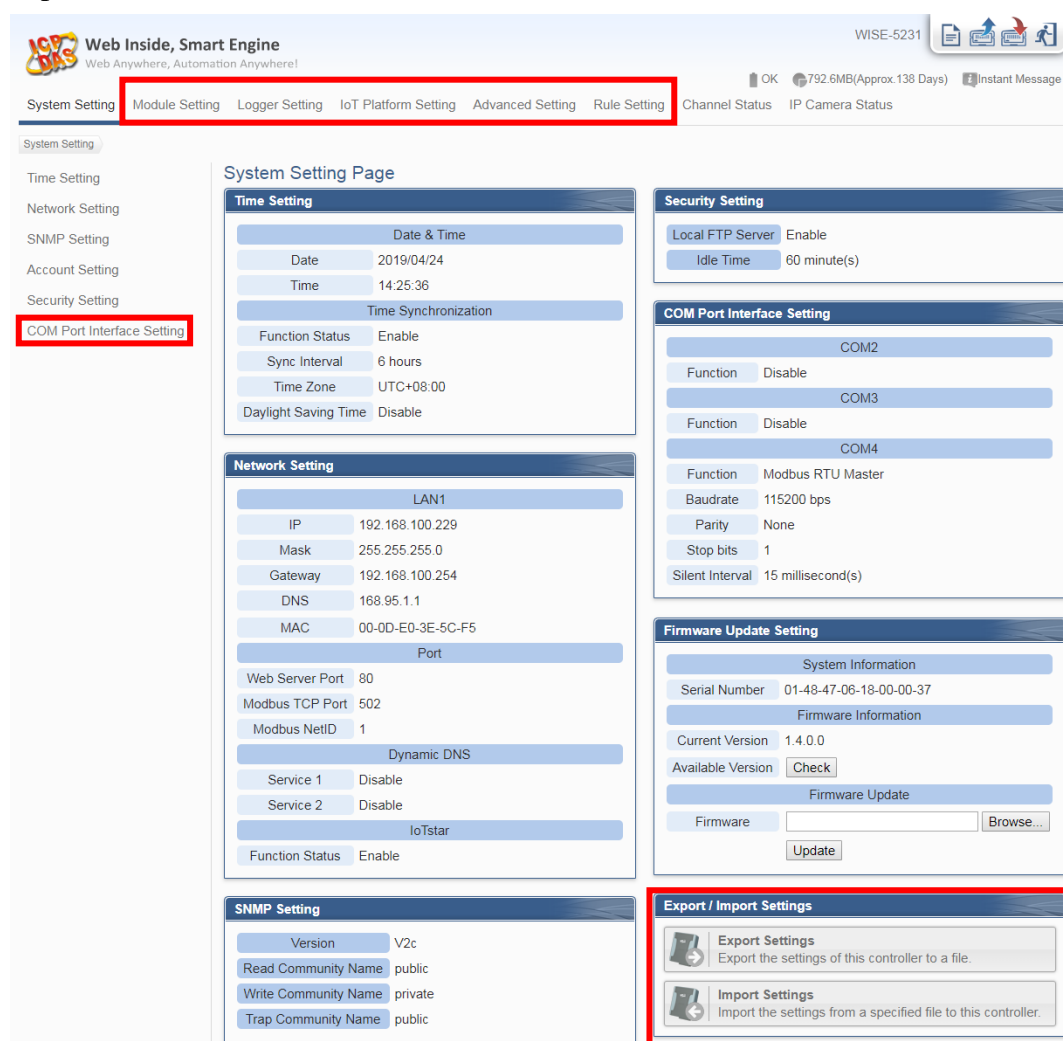 WISE-5231
ICP DAS
Web Inside, Smart Engine
Web Anywhere, Automation Anywhere!
OK 792.6MB(Approx.138 Days) Instant Message
System Setting Module Setting Logger Setting IoT Platform Setting Advanced Setting Rule Setting Channel Status IP Camera Status
System Setting
Time Setting
Network Setting
SNMP Setting
Account Setting
Security Setting
COM Port Interface Setting
System Setting Page
Time Setting
Date & Time
Date 2019/04/24
Time 14:25:36
Time Synchronization
Function Status Enable
Sync Interval 6 hours
Time Zone UTC+08:00
Daylight Saving Time Disable
Network Setting
LAN1
IP 192.168.100.229
Mask 255.255.255.0
Gateway 192.168.100.254
DNS 168.95.1.1
MAC 00-0D-E0-3E-5C-F5
Port
Web Server Port 80
Modbus TCP Port 502
Modbus NetID 1
Dynamic DNS
Service 1 Disable
Service 2 Disable
IoTstar
Function Status Enable
SNMP Setting
Version V2c
Read Community Name public
Write Community Name private
Trap Community Name public
Security Setting
Local FTP Server Enable
Idle Time 60 minute(s)
COM Port Interface Setting
COM2
Function Disable
COM3
Function Disable
COM4
Function Modbus RTU Master
Baudrate 115200 bps
Parity None
Stop bits 1
Silent Interval 15 millisecond(s)
Firmware Update Setting
System Information
Serial Number 01-48-47-06-18-00-00-37
Firmware Information
Current Version 1.4.0.0
Available Version Check
Firmware Update
Firmware Browse...
Update
Export / Import Settings
Export Settings
Export the settings of this controller to a file.
Import Settings
Import the settings from a specified file to this controller.